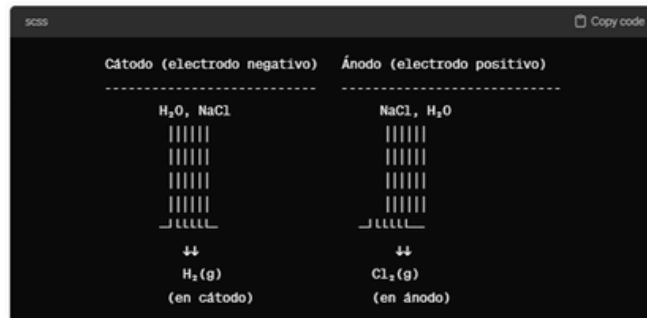 scss Copy code
Cátodo (electrodo negativo) Ánodo (electrodo positivo)
--------------------------- ----------------------------
H₂O, NaCl NaCl, H₂O
|||||| ||||||
|||||| ||||||
|||||| ||||||
|||||| ||||||
─┘└└└└└─ ─┘└└└└└──
↓↓ ↓↓
H₂(g) Cl₂(g)
(en cátodo) (en ánodo)